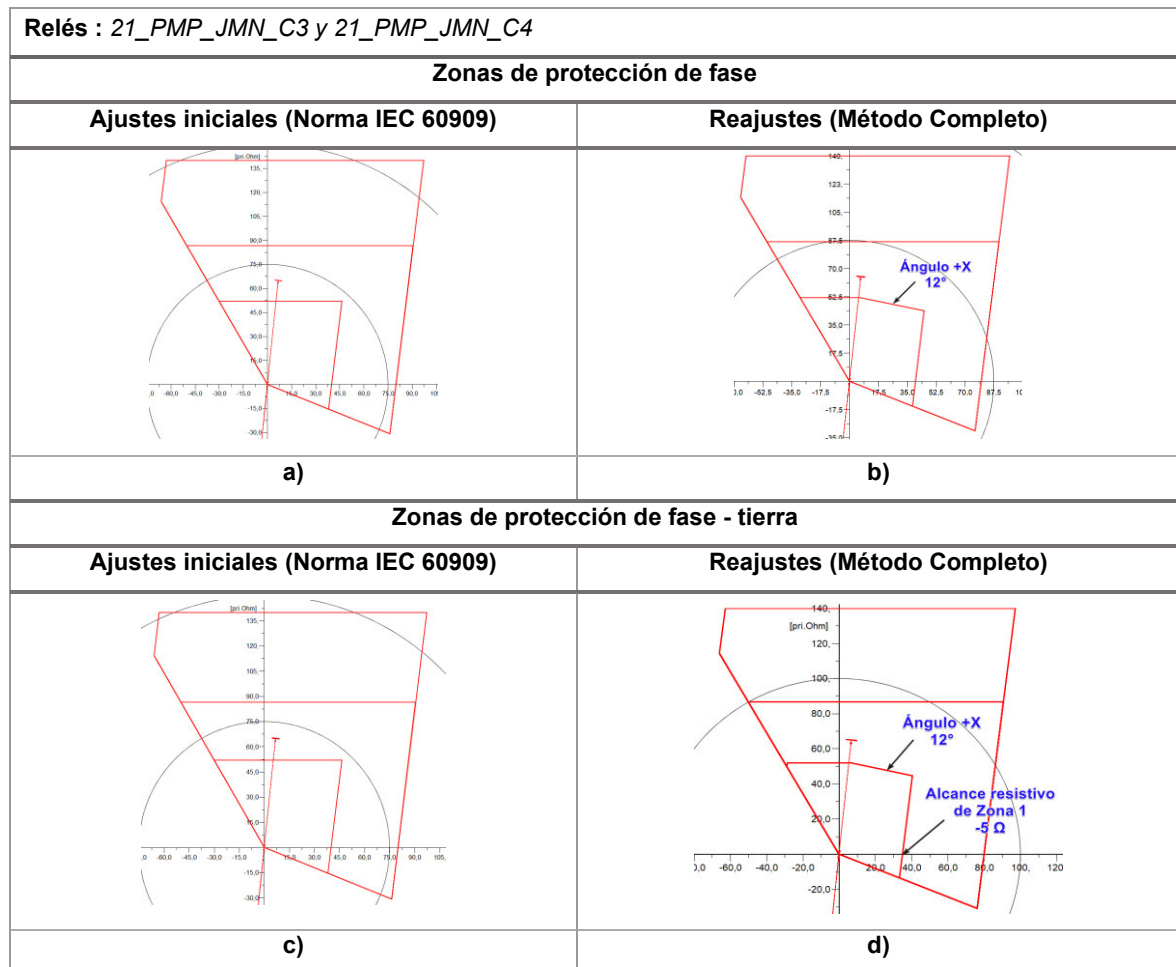 Relés : 21_PMP_JMN_C3 y 21_PMP_JMN_C4
Zonas de protección de fase
Ajustes iniciales (Norma IEC 60909)
Reajustes (Método Completo)
[pri.Ohm]
135,
120,
105,
90,0
75,0
60,0
45,0
30,0
15,0
-15,0
-30,0
-60,0 -45,0 -30,0 -15,0 15,0 30,0 45,0 60,0 75,0 90,0
140,
123,
105,
87,5
70,0
52,5
35,0
17,5
-17,5
-35,0
-52,5 -35,0 -17,5 17,5 35,0 52,5 70,0 87,5
Ángulo +X
12°
a)
b)
Zonas de protección de fase - tierra
Ajustes iniciales (Norma IEC 60909)
Reajustes (Método Completo)
[pri.Ohm]
135,
120,
105,
90,0
75,0
60,0
45,0
30,0
15,0
-15,0
-30,0
-60,0 -45,0 -30,0 -15,0 15,0 30,0 45,0 60,0 75,0 90,0 105,
140,
[pri.Ohm]
120,
100,
80,0
60,0
40,0
20,0
-20,0
-60,0 -40,0 -20,0 20,0 40,0 60,0 80,0 100, 120
Ángulo +X
12°
Alcance resistivo
de Zona 1
-5 Ω
c)
d)